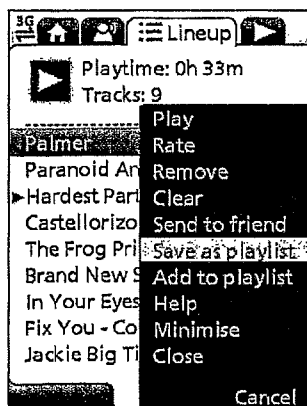 3G
Lineup
Playtime: 0h 33m
Tracks: 9
Palmer
Paranoid An
Hardest Part
Castellorizo
The Frog Pri
Brand New S
In Your Eyes
Fix You - Co
Jackie Big Ti
Play
Rate
Remove
Clear
Send to friend
Save as playlist
Add to playlist
Help
Minimise
Close
Cancel